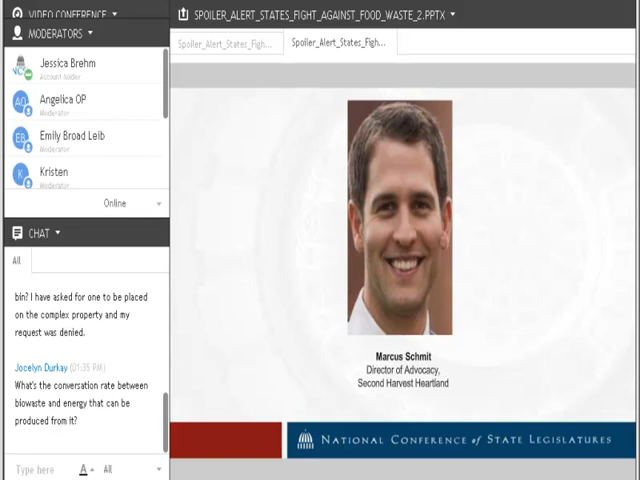 VIDEO CONFERENCE
MODERATORS
Jessica Brehm
Account holder
AO
Angelica OP
Moderator
EB
Emily Broad Leib
Moderator
K
Kristen
Moderator
Online
CHAT
All
bin? I have asked for one to be placed
on the complex property and my
request was denied.
Jocelyn Durkay (01:35 PM)
What's the conversation rate between
biowaste and energy that can be
produced from it?
Type here A All
SPOILER_ALERT_STATES_FIGHT_AGAINST_FOOD_WASTE_2.PPTX
Spoiler_Alert_States_Figh... Spoiler_Alert_States_Figh...
Marcus Schmit
Director of Advocacy,
Second Harvest Heartland
NATIONAL CONFERENCE of STATE LEGISLATURES